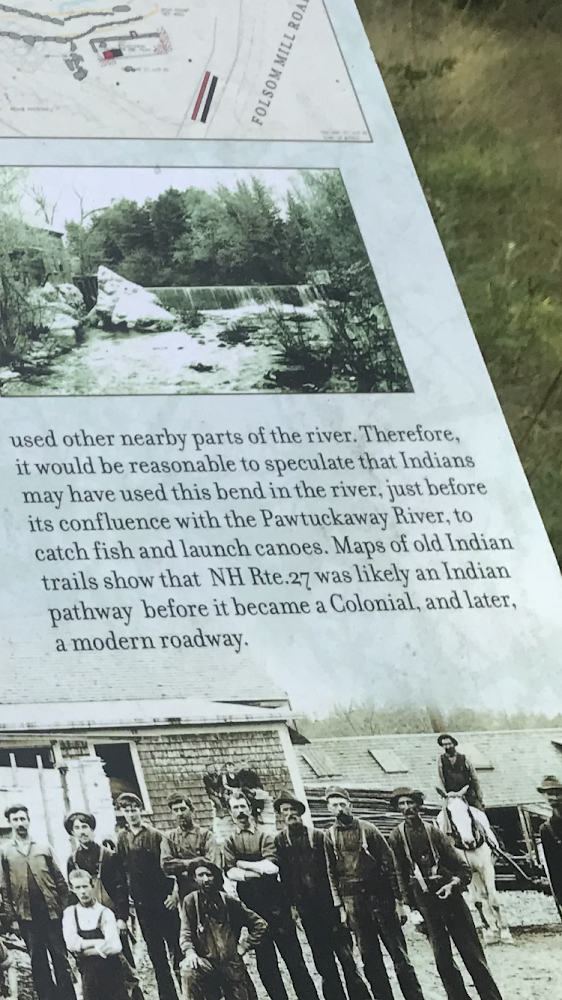 FOLSOM MILL ROAD
used other nearby parts of the river. Therefore,
it would be reasonable to speculate that Indians
may have used this bend in the river, just before
its confluence with the Pawtuckaway River, to
catch fish and launch canoes. Maps of old Indian
trails show that NH Rte.27 was likely an Indian
pathway before it became a Colonial, and later,
a modern roadway.